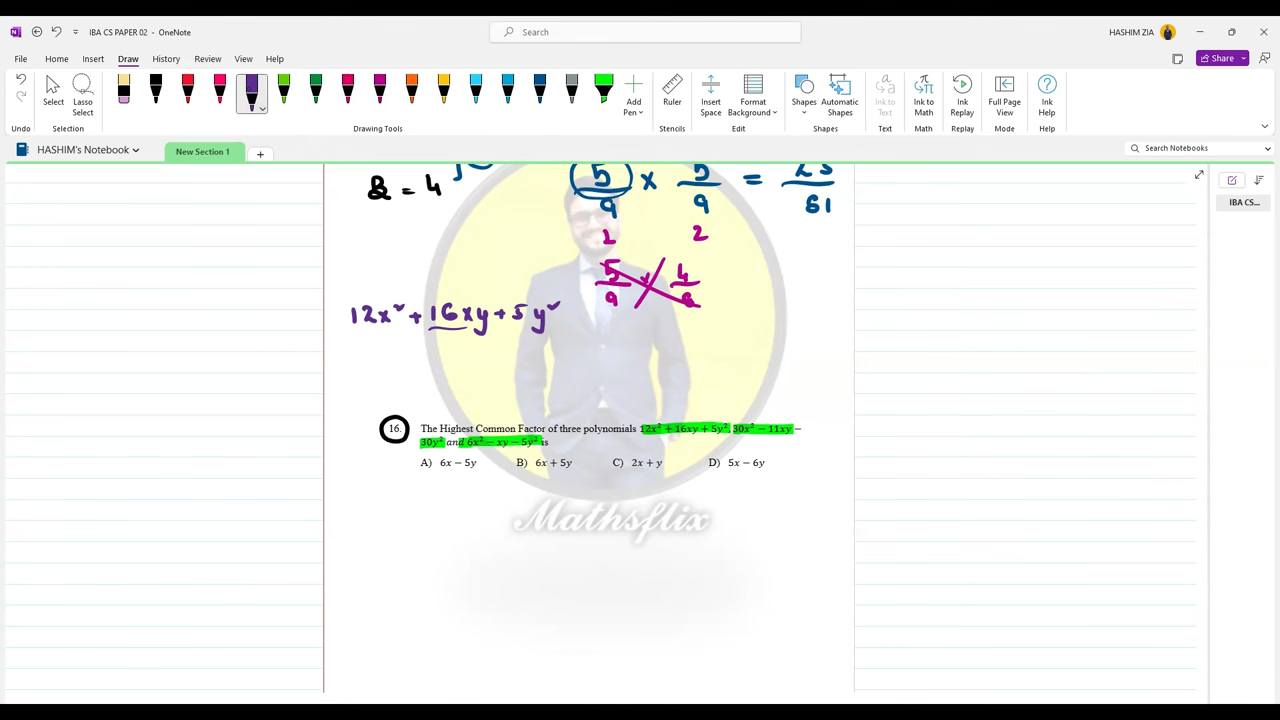 IBA CS PAPER 02 - OneNote
Search
HASHIM ZIA
File Home Insert Draw History Review View Help
Share
Undo
Select
Lasso Select
Add Pen
Ruler
Insert Space
Format Background
Shapes
Automatic Shapes
Ink to Text
Ink to Math
Ink Replay
Full Page View
Ink Help
Undo Selection Drawing Tools Stencils Edit Shapes Text Math Replay Mode Help
HASHIM's Notebook
New Section 1
+
Search Notebooks
IBA CS...
= 4
5/9 × 5/9 =
1 2
5/9 × 4/8
12x² + 16xy + 5y²
16. The Highest Common Factor of three polynomials 12x² + 16xy + 5y², 30x² − 11xy −
30y² and 6x² − xy − 5y² is
A) 6x − 5y B) 6x + 5y C) 2x + y D) 5x − 6y
Mathsflix